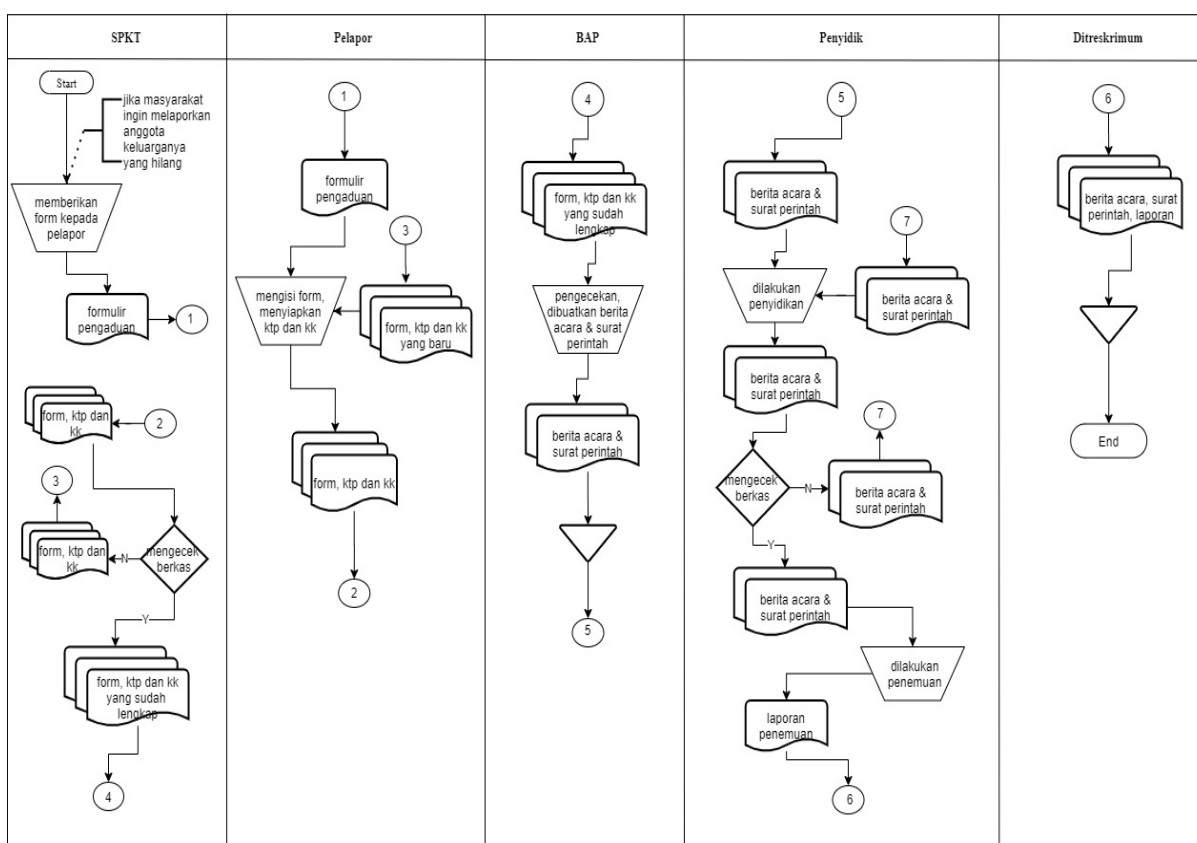 SPKT
Pelapor
BAP
Penyidik
Ditreskrimum
Start
jika masyarakat
ingin melaporkan
anggota
keluarganya
yang hilang
memberikan
form kepada
pelapor
formulir
pengaduan
1
form, ktp dan
kk
2
3
form, ktp dan
kk
N
mengecek
berkas
Y
form, ktp dan kk
yang sudah
lengkap
4
1
formulir
pengaduan
3
mengisi form,
menyiapkan
ktp dan kk
form, ktp dan kk
yang baru
form, ktp dan kk
2
4
form, ktp dan kk
yang sudah
lengkap
pengecekan,
dibuatkan berita
acara & surat
perintah
berita acara &
surat perintah
5
5
berita acara &
surat perintah
7
dilakukan
penyidikan
berita acara &
surat perintah
berita acara &
surat perintah
7
mengecek
berkas
N
berita acara &
surat perintah
Y
berita acara &
surat perintah
dilakukan
penemuan
laporan
penemuan
6
6
berita acara, surat
perintah, laporan
End